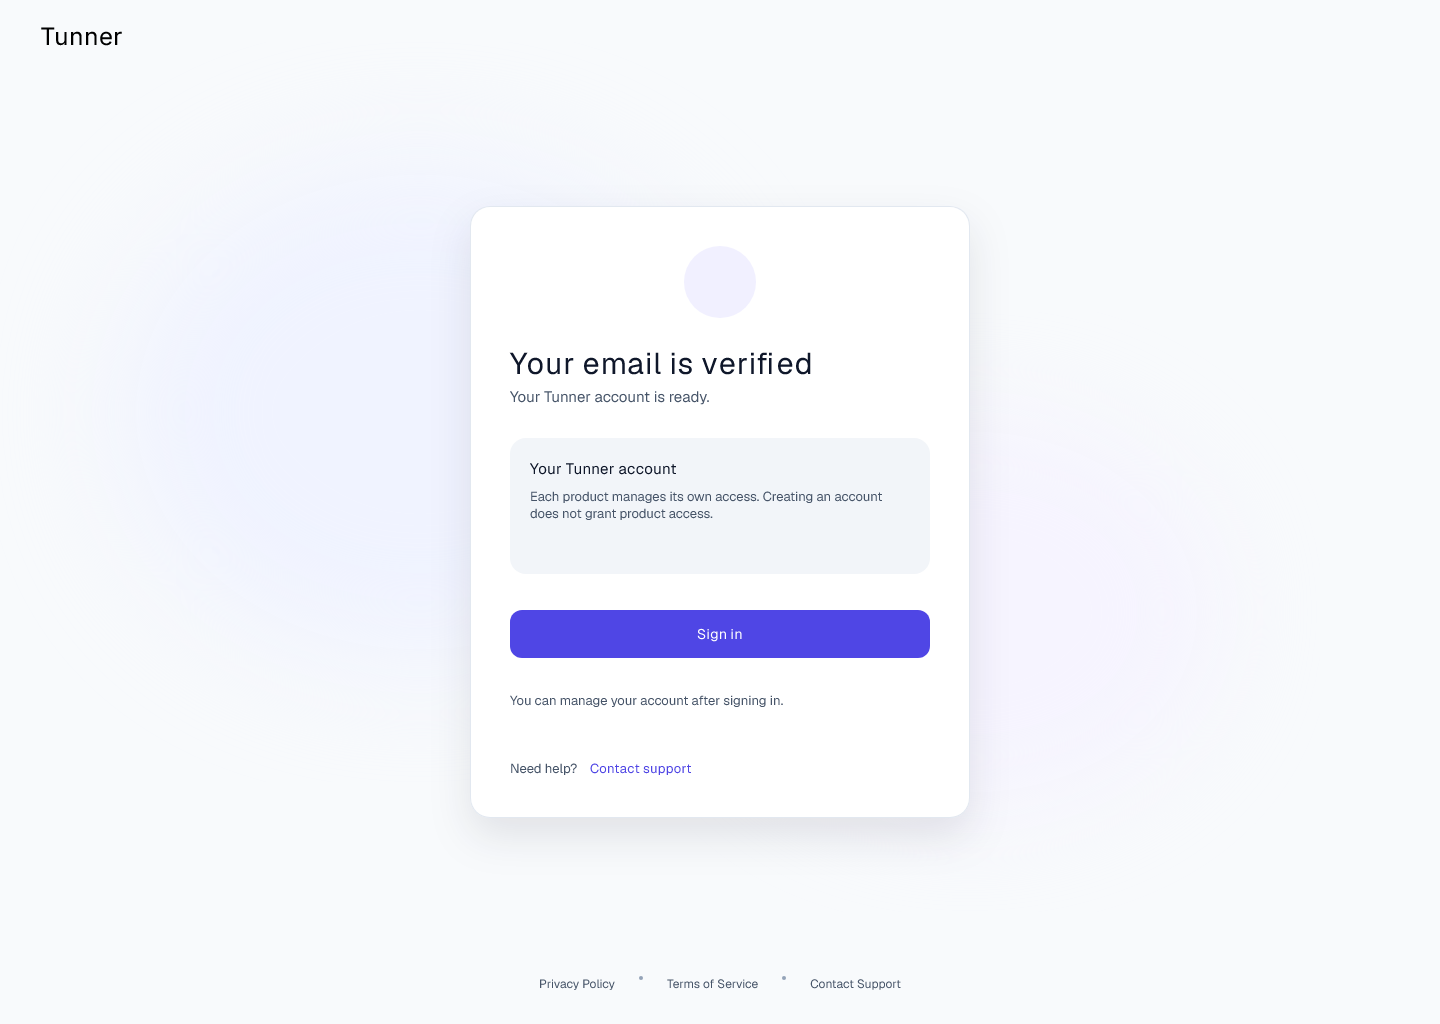 Tunner
Your email is verified
Your Tunner account is ready.
Your Tunner account
Each product manages its own access. Creating an account
does not grant product access.
Sign in
You can manage your account after signing in.
Need help? Contact support
Privacy Policy • Terms of Service • Contact Support